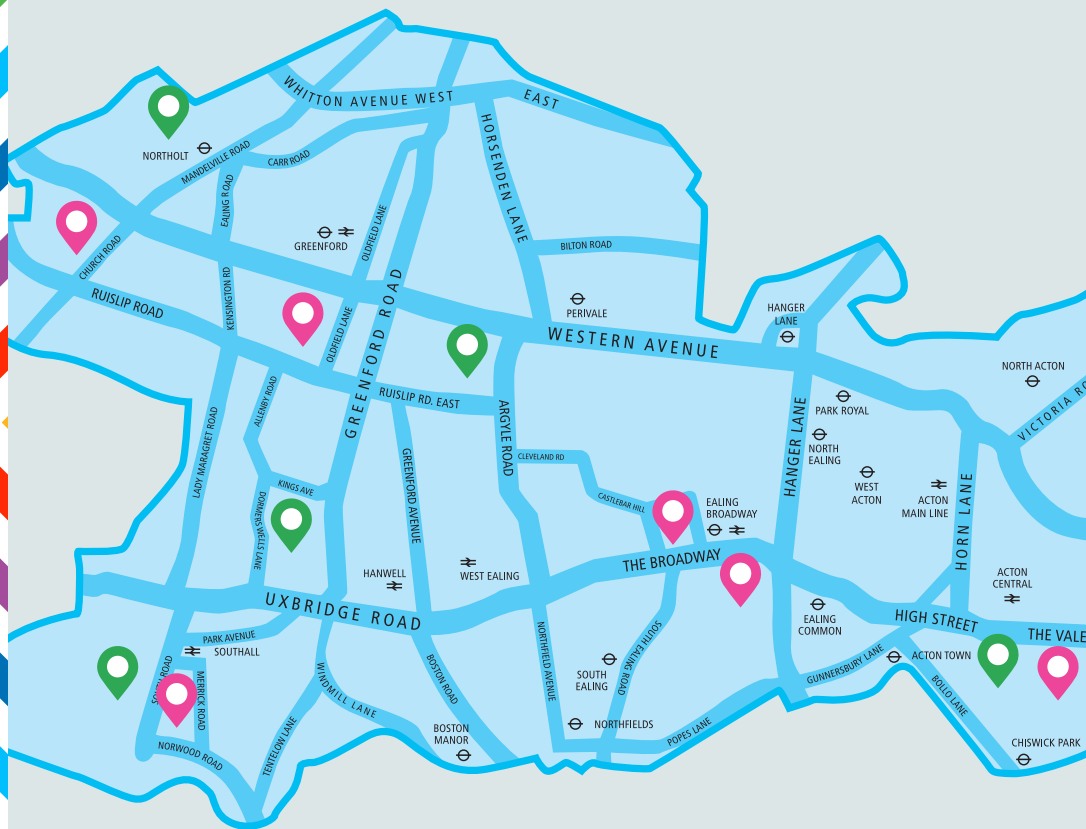 WHITTON AVENUE WEST
EAST
HORSENDEN LANE
NORTHOLT
MANDELVILLE ROAD
CARR ROAD
EALING ROAD
OLDFIELD LANE
GREENFORD
BILTON ROAD
CHURCH ROAD
RUISLIP ROAD
KENSINGTON RD
OLDFIELD LANE
GREENFORD ROAD
PERIVALE
WESTERN AVENUE
HANGER
LANE
NORTH ACTON
VICTORIA RO
PARK ROYAL
NORTH
EALING
HANGER LANE
WEST
ACTON
ACTON
MAIN LINE
HORN LANE
RUISLIP RD. EAST
ARGYLE ROAD
ALLENBY ROAD
LADY MARAGRET ROAD
GREENFORD AVENUE
CLEVELAND RD
CASTLEBAR HILL
KINGS AVE
DORMERS WELLS LANE
EALING
BROADWAY
THE BROADWAY
HANWELL
WEST EALING
UXBRIDGE ROAD
ACTON
CENTRAL
EALING
COMMON
HIGH STREET
THE VALE
PARK AVENUE
SOUTHALL
ROAD
MERRICK ROAD
WINDMILL LANE
BOSTON ROAD
NORTHFIELD AVENUE
SOUTH
EALING
SOUTH EALING ROAD
GUNNERSBURY LANE
ACTON TOWN
BOLLO LANE
NORWOOD ROAD
TENTELOW LANE
BOSTON
MANOR
NORTHFIELDS
POPES LANE
CHISWICK PARK